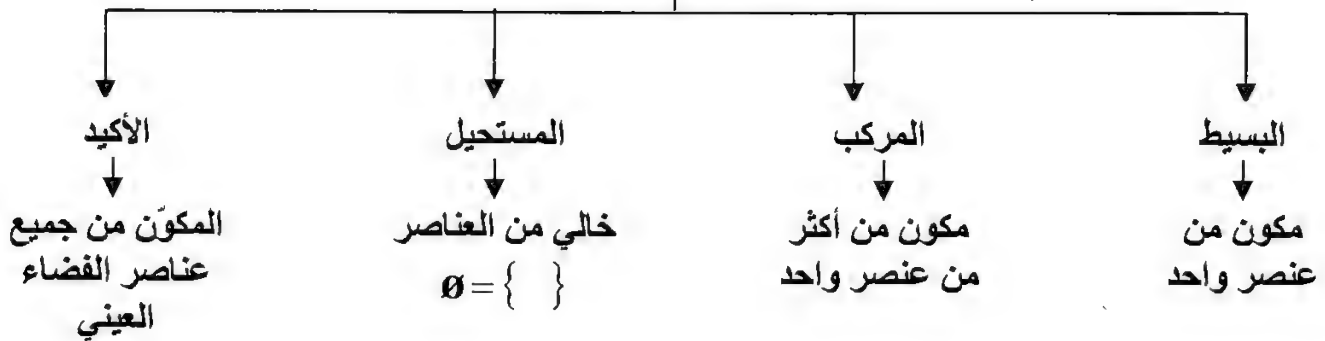 البسيط
مكون من
عنصر واحد
المركب
مكون من أكثر
من عنصر واحد
المستحيل
خالي من العناصر
Ø = { }
الأكيد
المكوّن من جميع
عناصر الفضاء
العيني